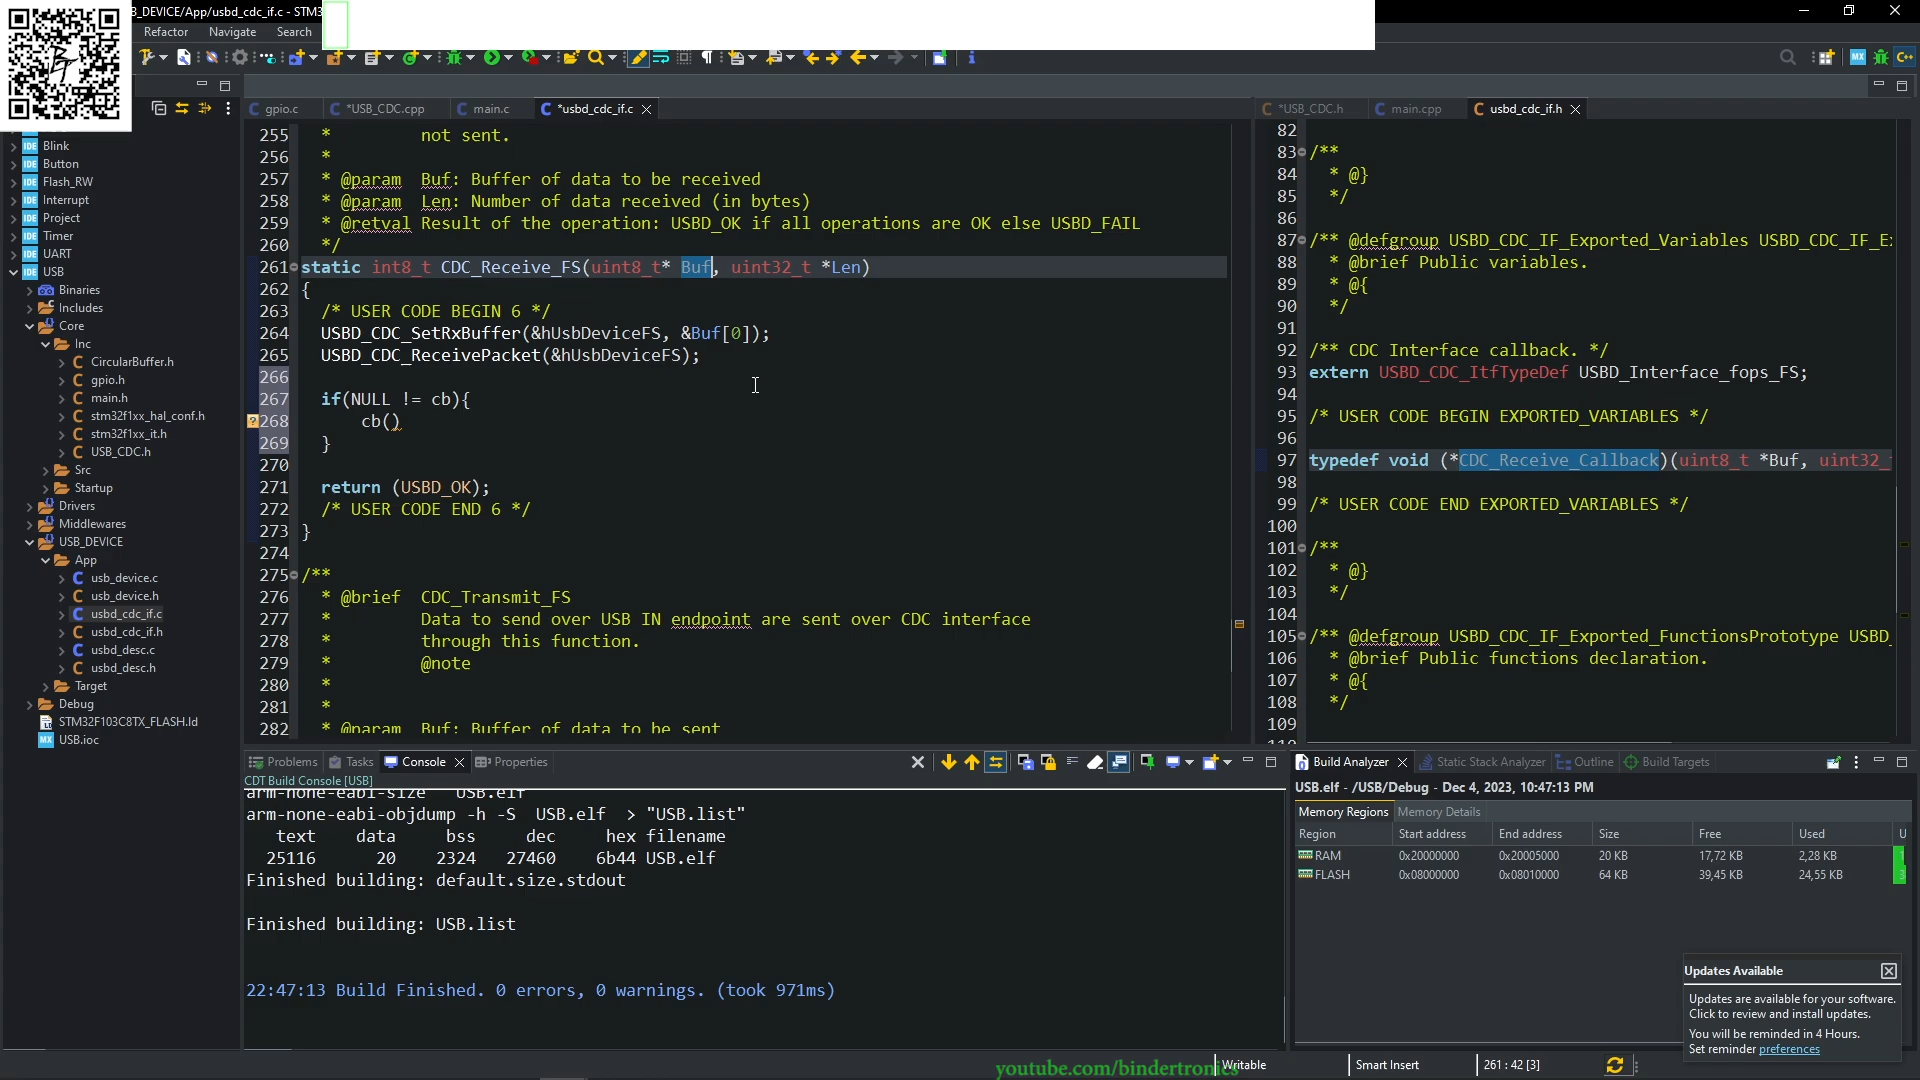 B_DEVICE/App/usbd_cdc_if.c - STM3
Refactor Navigate Search
gpio.c
*USB_CDC.cpp
main.c
*usbd_cdc_if.c
*USB_CDC.h
main.cpp
usbd_cdc_if.h
Blink
Button
Flash_RW
Interrupt
Project
Timer
UART
USB
Binaries
Includes
Core
Inc
CircularBuffer.h
gpio.h
main.h
stm32f1xx_hal_conf.h
stm32f1xx_it.h
USB_CDC.h
Src
Startup
Drivers
Middlewares
USB_DEVICE
App
usb_device.c
usb_device.h
usbd_cdc_if.c
usbd_cdc_if.h
usbd_desc.c
usbd_desc.h
Target
Debug
STM32F103C8TX_FLASH.ld
USB.ioc
255 * not sent.
256 *
257 * @param Buf: Buffer of data to be received
258 * @param Len: Number of data received (in bytes)
259 * @retval Result of the operation: USBD_OK if all operations are OK else USBD_FAIL
260 */
261 static int8_t CDC_Receive_FS(uint8_t* Buf, uint32_t *Len)
262 {
263 /* USER CODE BEGIN 6 */
264 USBD_CDC_SetRxBuffer(&hUsbDeviceFS, &Buf[0]);
265 USBD_CDC_ReceivePacket(&hUsbDeviceFS);
266
267 if(NULL != cb){
268 cb()
269 }
270
271 return (USBD_OK);
272 /* USER CODE END 6 */
273 }
274
275 /**
276 * @brief CDC_Transmit_FS
277 * Data to send over USB IN endpoint are sent over CDC interface
278 * through this function.
279 * @note
280 *
281 *
282 * @param Buf: Buffer of data to be sent
82
83 /**
84 * @}
85 */
86
87 /** @defgroup USBD_CDC_IF_Exported_Variables USBD_CDC_IF_E
88 * @brief Public variables.
89 * @{
90 */
91
92 /** CDC Interface callback. */
93 extern USBD_CDC_ItfTypeDef USBD_Interface_fops_FS;
94
95 /* USER CODE BEGIN EXPORTED_VARIABLES */
96
97 typedef void (*CDC_Receive_Callback)(uint8_t *Buf, uint32_
98
99 /* USER CODE END EXPORTED_VARIABLES */
100
101 /**
102 * @}
103 */
104
105 /** @defgroup USBD_CDC_IF_Exported_FunctionsPrototype USBD_
106 * @brief Public functions declaration.
107 * @{
108 */
109
Problems Tasks Console Properties
CDT Build Console [USB]
arm-none-eabi-size USB.elf
arm-none-eabi-objdump -h -S USB.elf > "USB.list"
text data bss dec hex filename
25116 20 2324 27460 6b44 USB.elf
Finished building: default.size.stdout
Finished building: USB.list
22:47:13 Build Finished. 0 errors, 0 warnings. (took 971ms)
Build Analyzer Static Stack Analyzer Outline Build Targets
USB.elf - /USB/Debug - Dec 4, 2023, 10:47:13 PM
Memory Regions Memory Details
Region Start address End address Size Free Used U
RAM 0x20000000 0x20005000 20 KB 17,72 KB 2,28 KB
FLASH 0x08000000 0x08010000 64 KB 39,45 KB 24,55 KB
Updates Available
Updates are available for your software.
Click to review and install updates.
You will be reminded in 4 Hours.
Set reminder preferences
youtube.com/bindertronics
Writable Smart Insert 261 : 42 [3]